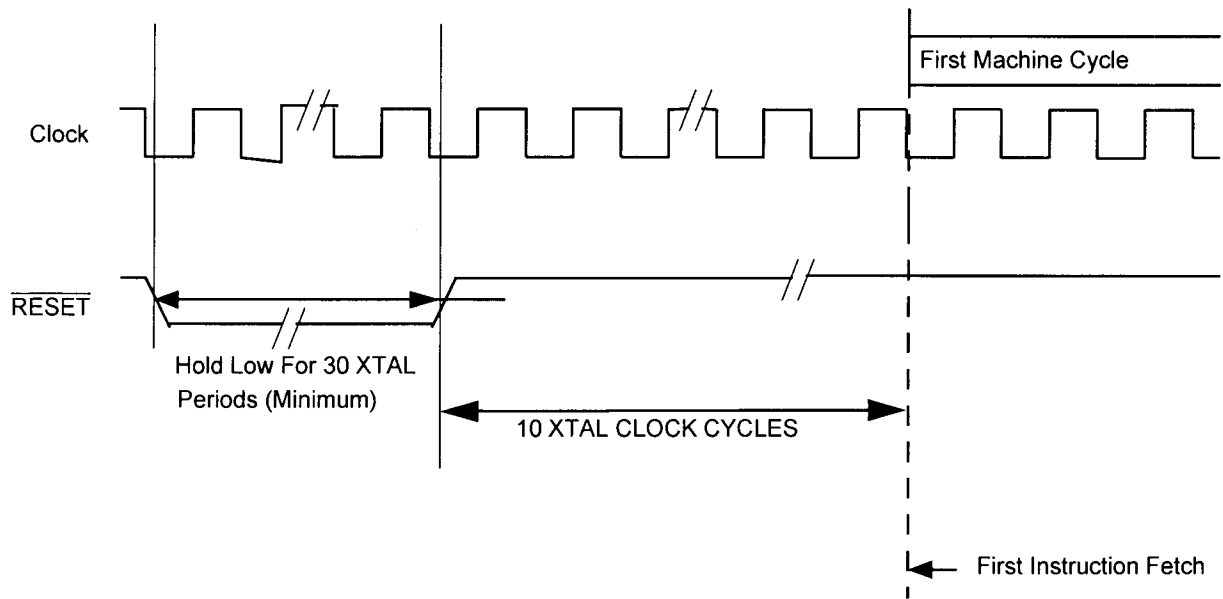 First Machine Cycle
Clock
RESET
Hold Low For 30 XTAL
Periods (Minimum)
10 XTAL CLOCK CYCLES
First Instruction Fetch